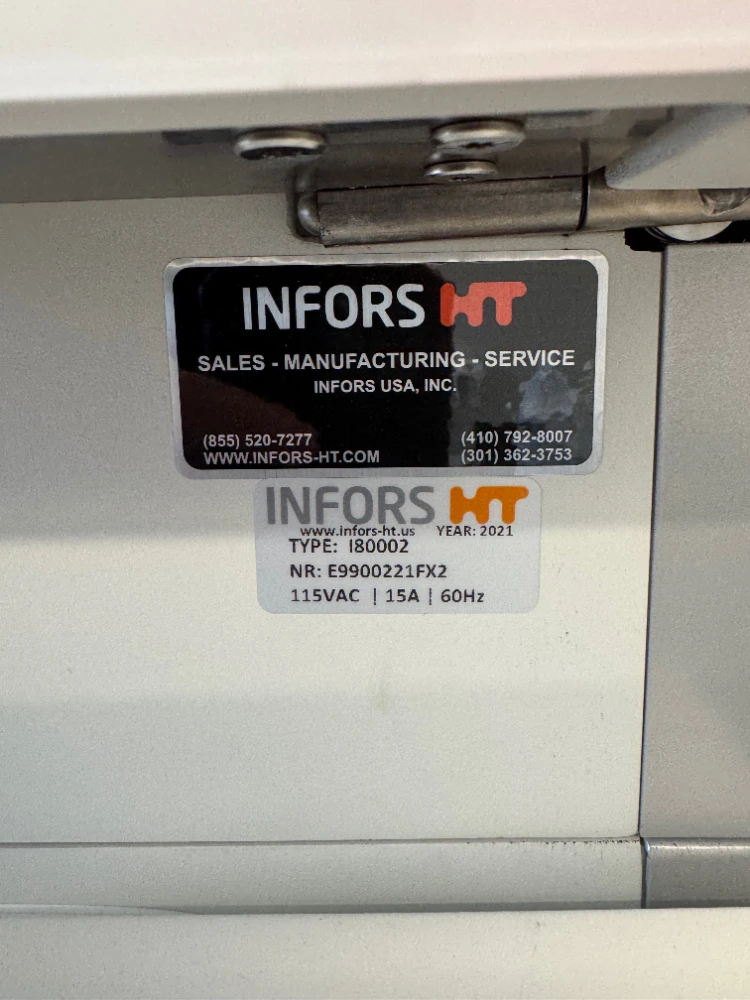 INFORS HT
SALES - MANUFACTURING - SERVICE
INFORS USA, INC.
(855) 520-7277 (410) 792-8007
WWW.INFORS-HT.COM (301) 362-3753
INFORS HT
www.infors-ht.us YEAR: 2021
TYPE: I80002
NR: E9900221FX2
115VAC | 15A | 60Hz